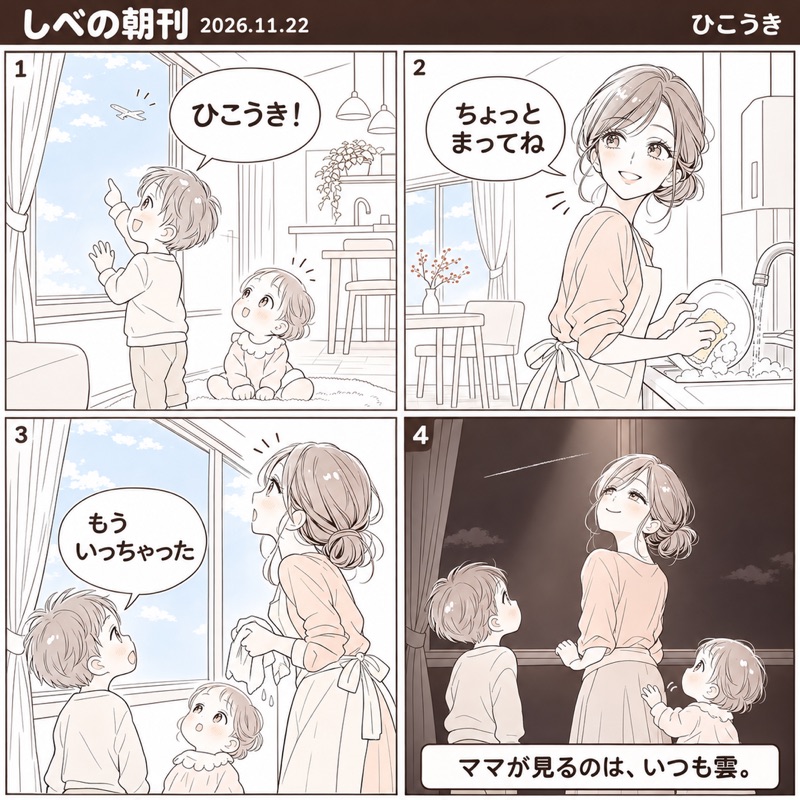 しべの朝刊 2026.11.22
ひこうき
1
ひこうき！
2
ちょっと
まってね
3
もう
いっちゃった
4
ママが見るのは、いつも雲。